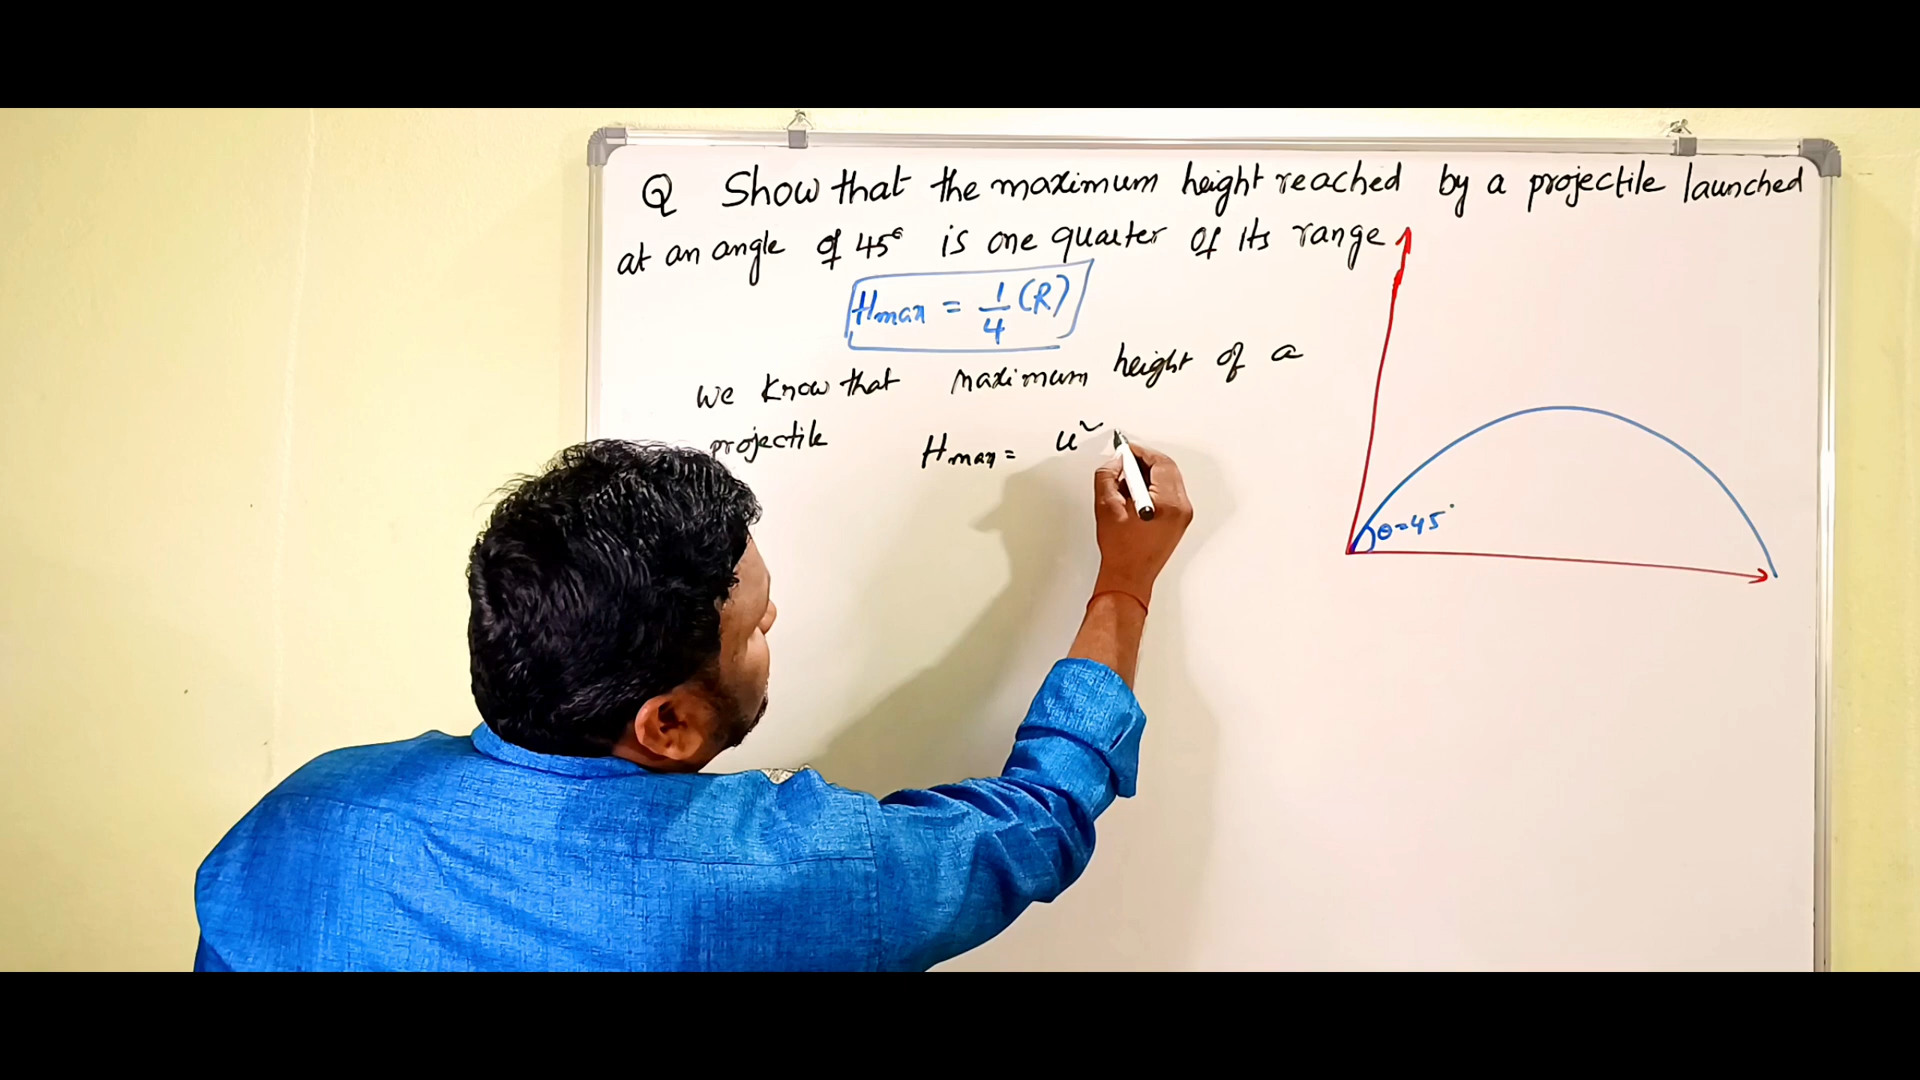 Q Show that the maximum height reached by a projectile launched
at an angle of 45° is one quarter of its range
Hmax = 1/4 (R)
We know that maximum height of a
projectile Hmax = u²
θ=45°